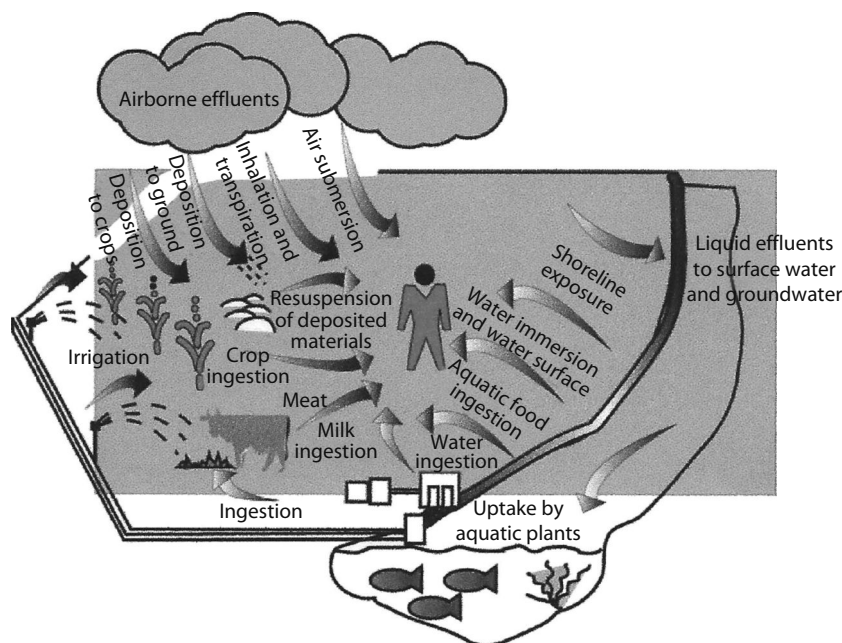 Airborne effluents
Deposition
to crops
Deposition
to ground
Inhalation and
transpiration
Air submersion
Liquid effluents
to surface water
and groundwater
Shoreline
exposure
Resuspension
of deposited
materials
Water immersion
and water surface
Irrigation
Crop
ingestion
Aquatic food
ingestion
Meat
Milk
ingestion
Water
ingestion
Ingestion
Uptake by
aquatic plants